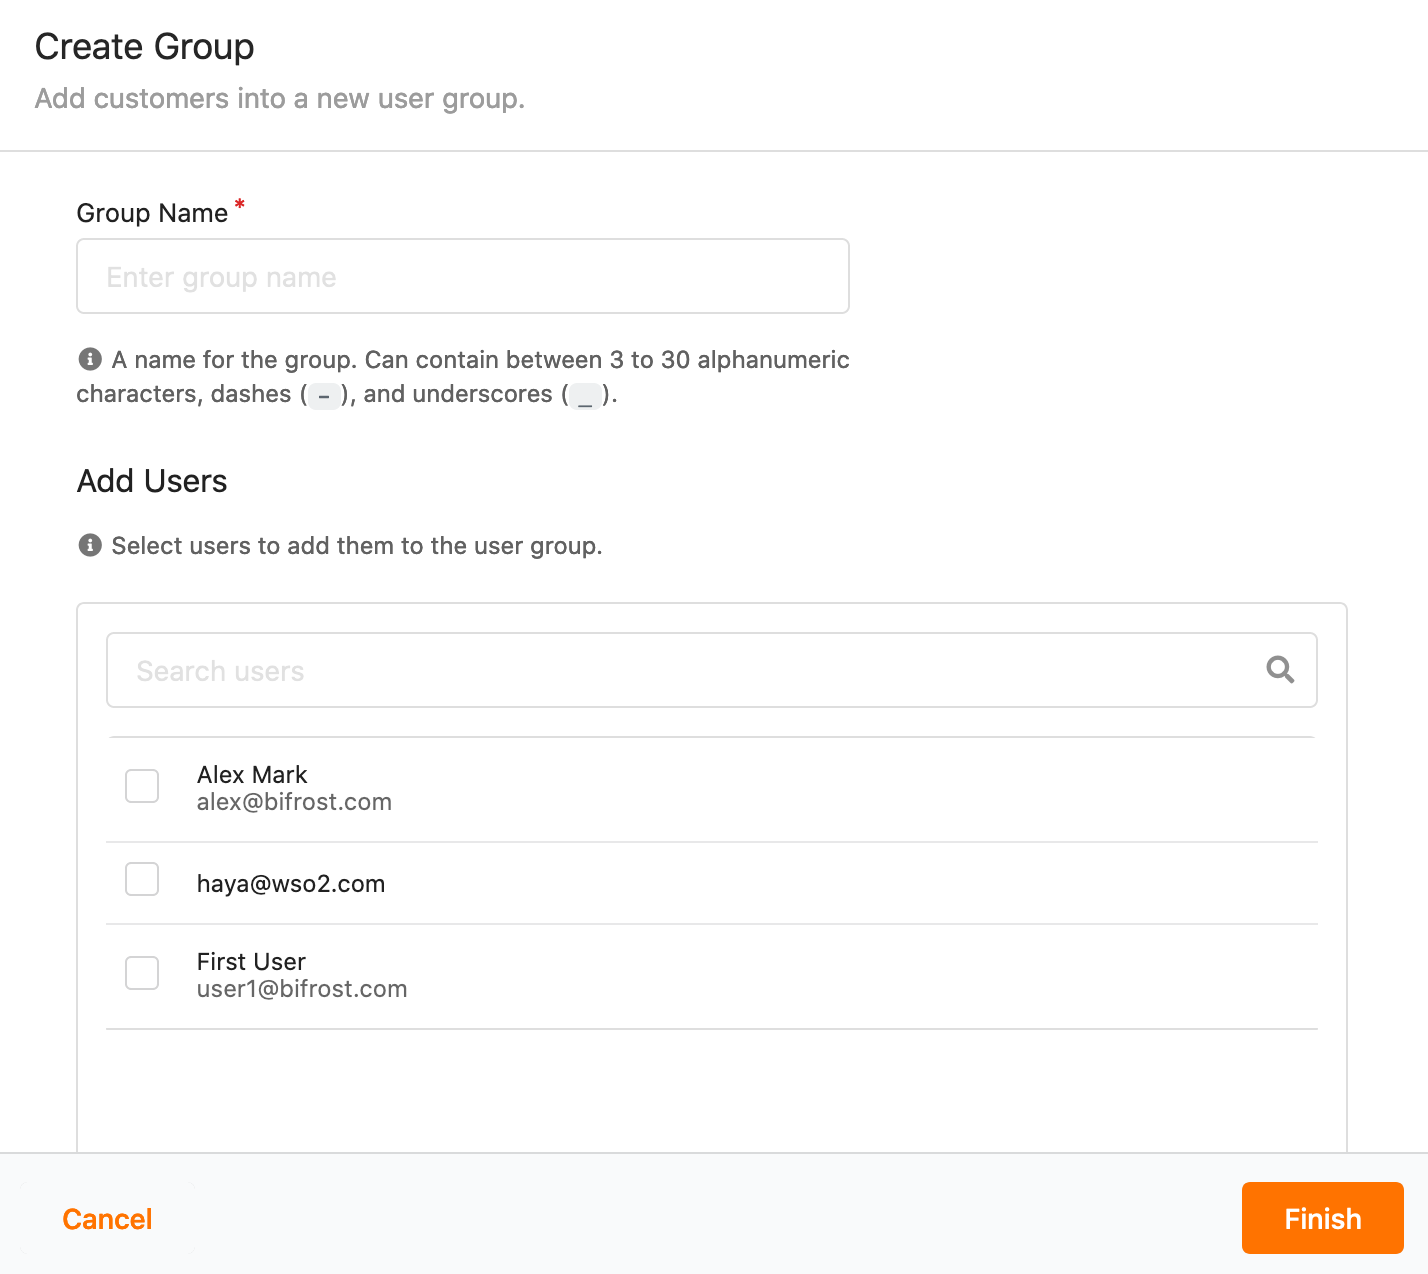 Create Group
Add customers into a new user group.
Group Name *
Enter group name
A name for the group. Can contain between 3 to 30 alphanumeric
characters, dashes ( - ), and underscores ( _ ).
Add Users
Select users to add them to the user group.
Search users
Alex Mark
alex@bifrost.com
haya@wso2.com
First User
user1@bifrost.com
Cancel
Finish